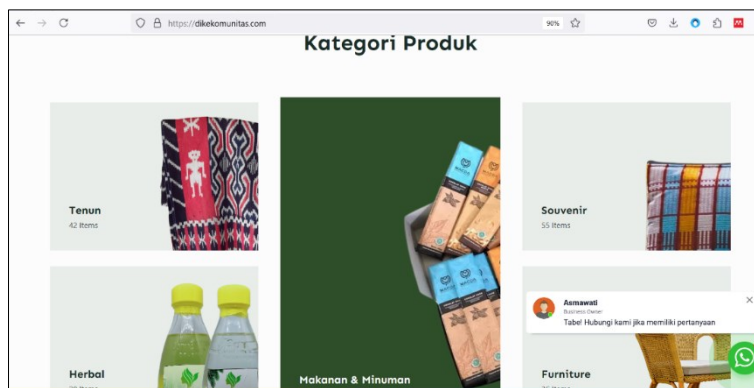 https://dikekomunitas.com
90%
Kategori Produk
Tenun
42 Items
Souvenir
55 Items
Asmawati
Business Owner
Tabe! Hubungi kami jika memiliki pertanyaan
Herbal
Makanan & Minuman
Furniture